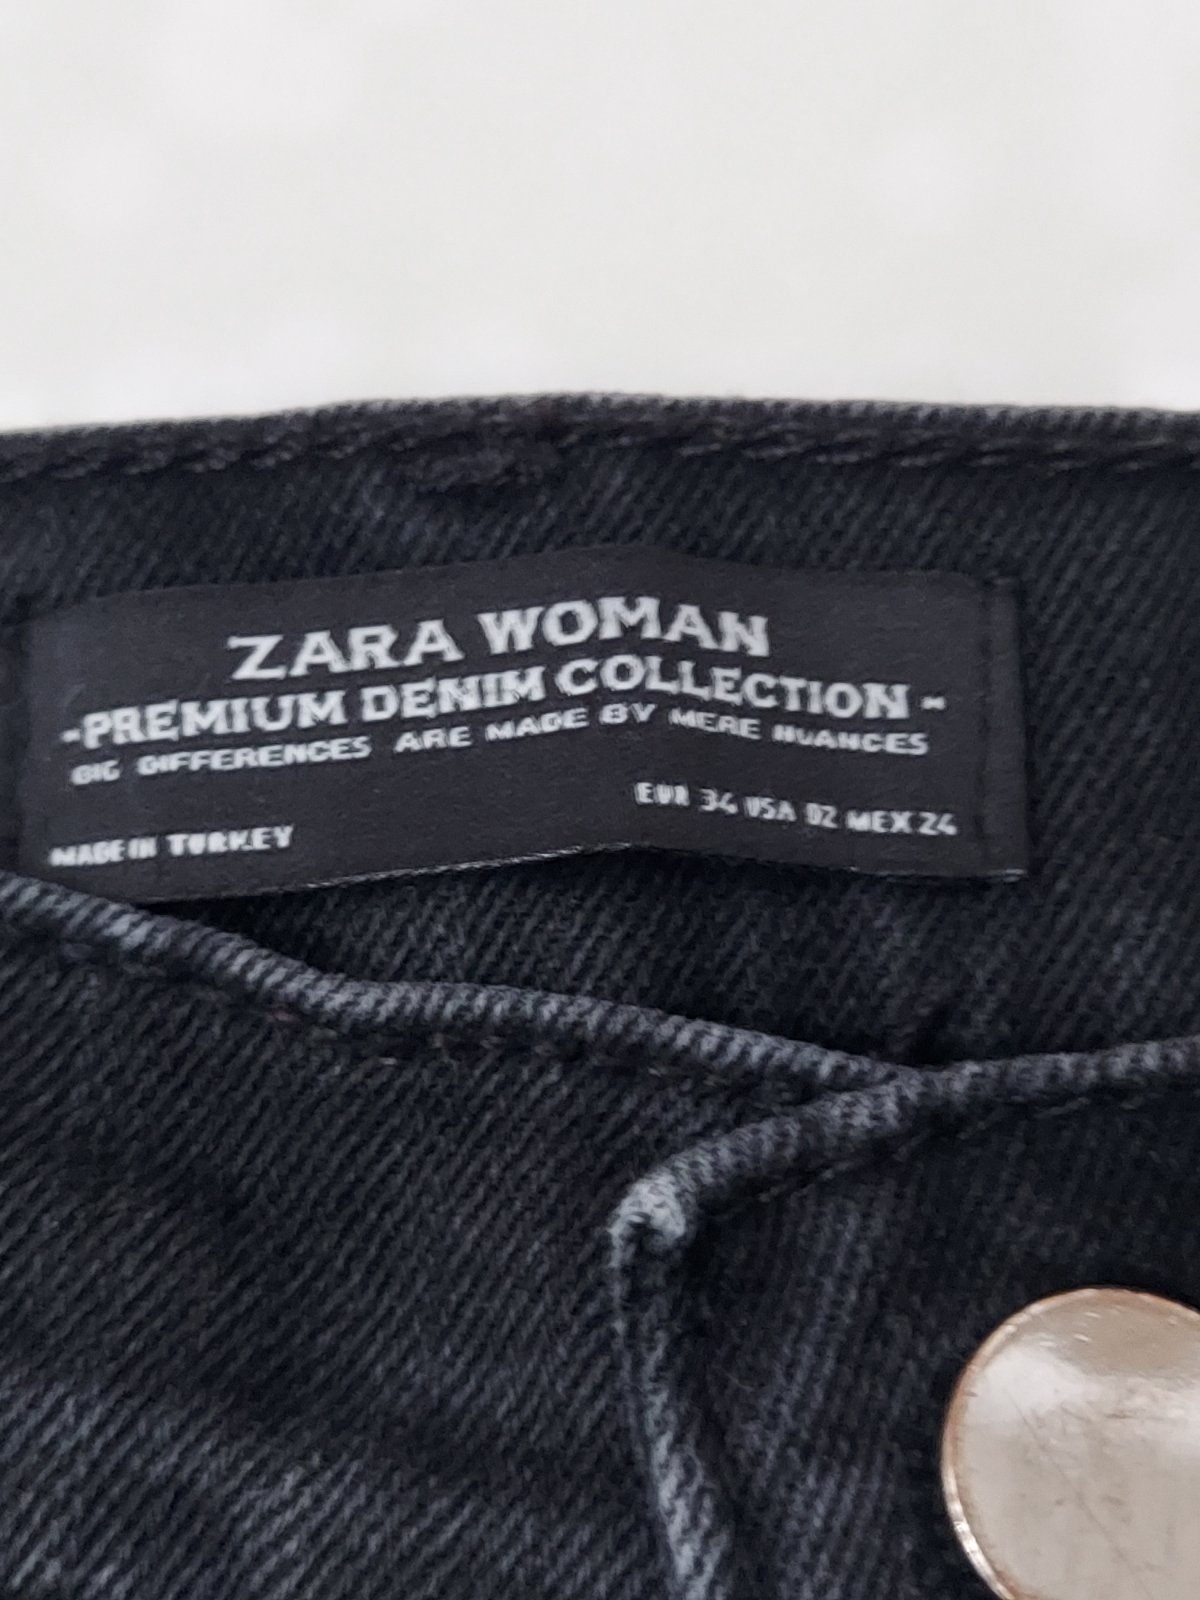 ZARA WOMAN
-PREMIUM DENIM COLLECTION-
BIG DIFFERENCES ARE MADE BY MERE NUANCES
EUR 34 USA 02 MEX 24
MADE IN TURKEY